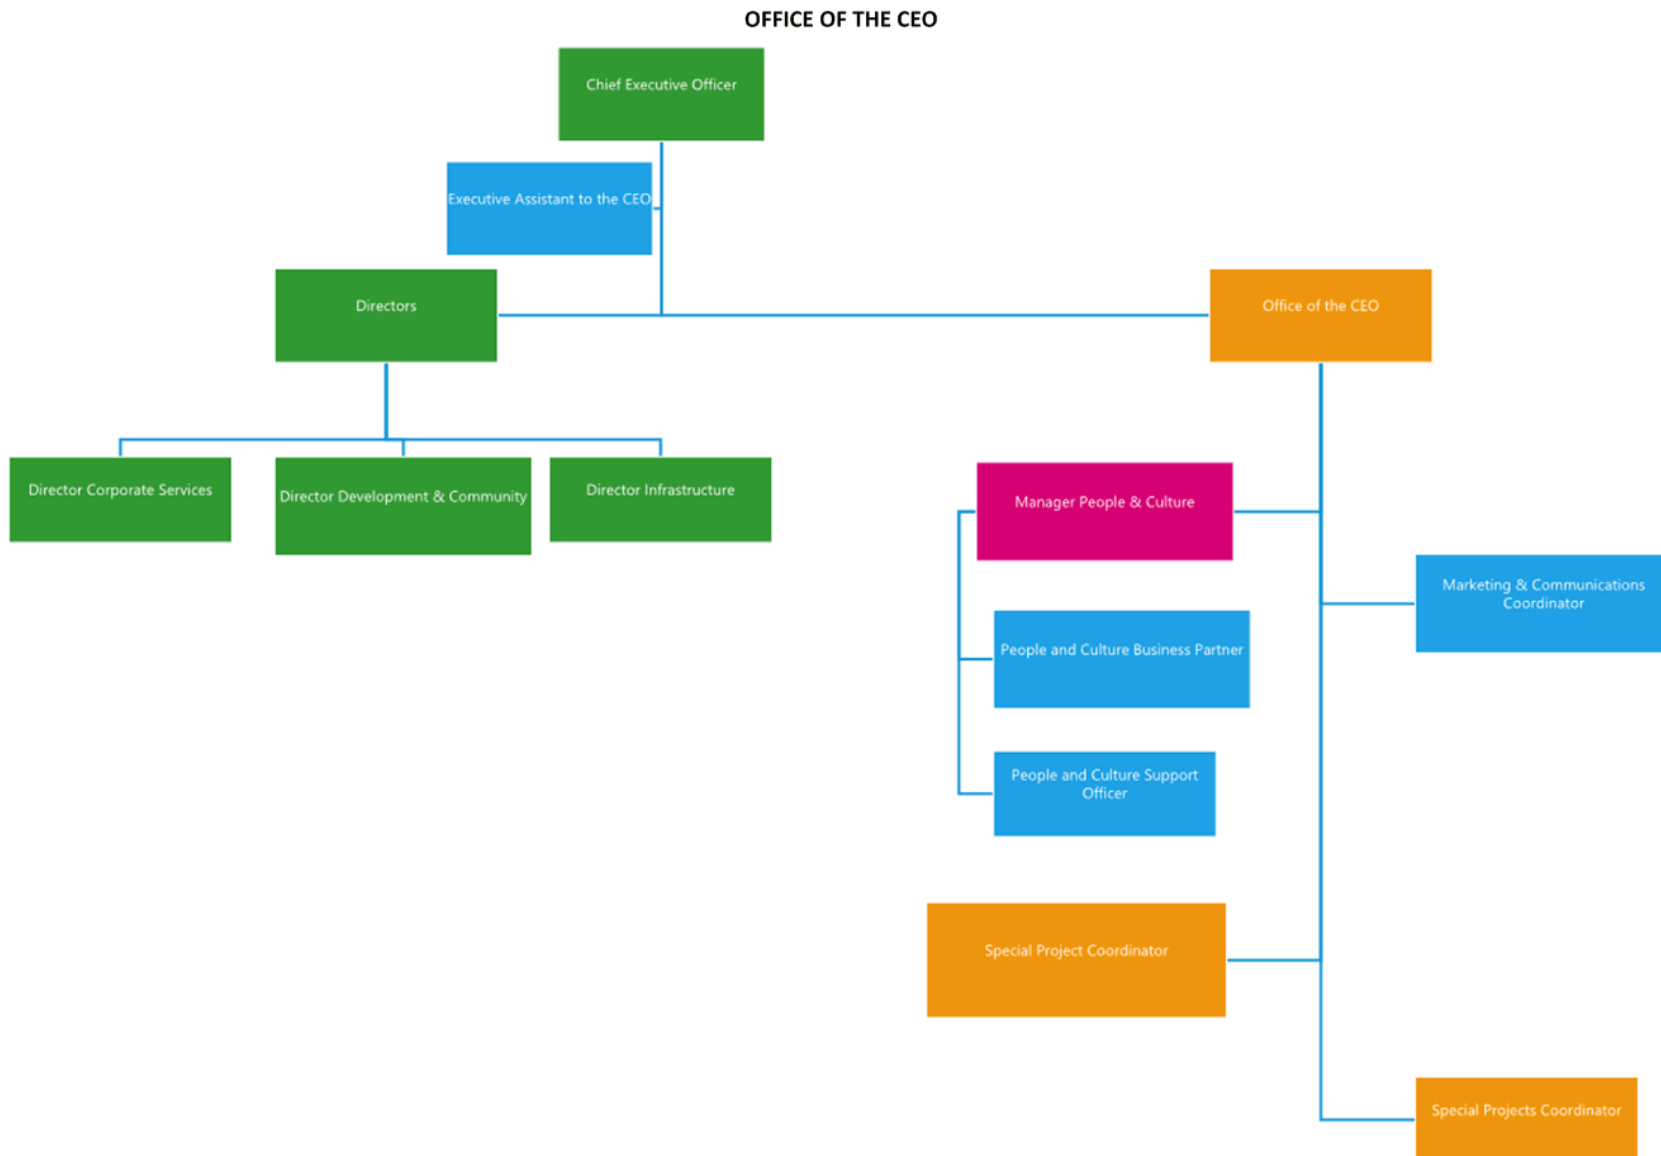 OFFICE OF THE CEO
Chief Executive Officer
Executive Assistant to the CEO
Directors
Office of the CEO
Director Corporate Services
Director Development & Community
Director Infrastructure
Manager People & Culture
Marketing & Communications
Coordinator
People and Culture Business Partner
People and Culture Support
Officer
Special Project Coordinator
Special Projects Coordinator